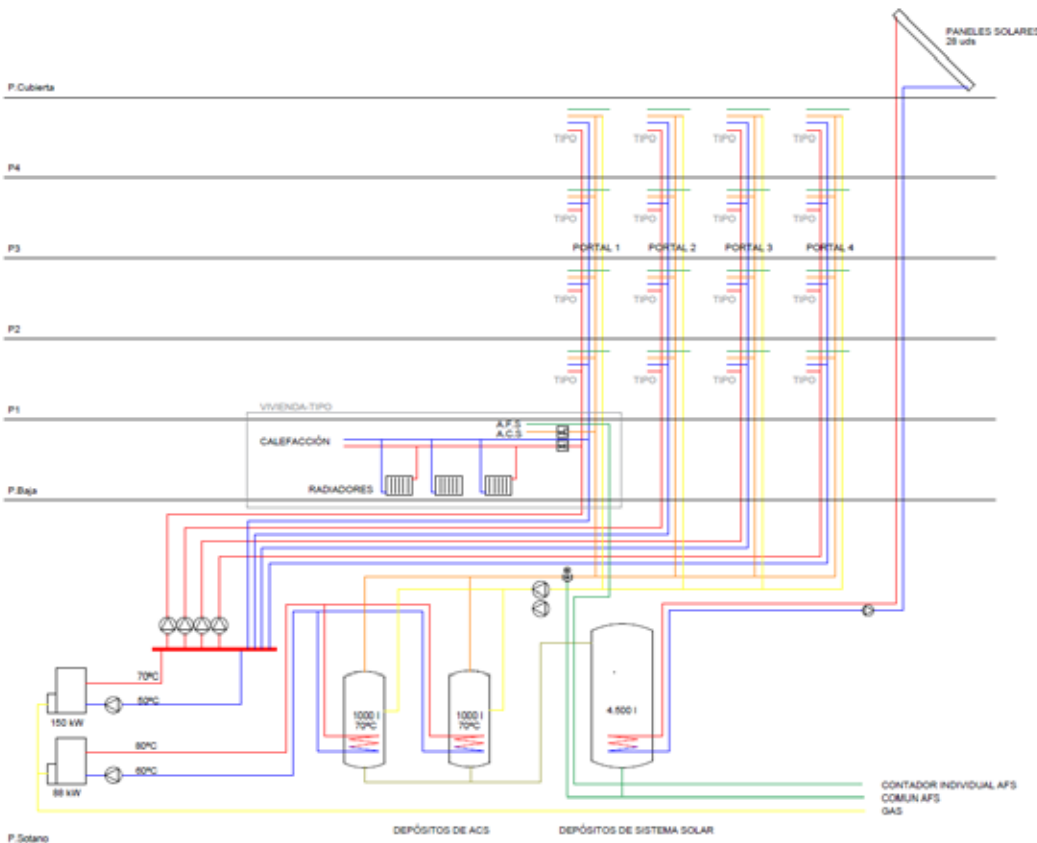 PANELES SOLARES
28 uds
P.Cubierta
TIPO TIPO TIPO TIPO
P4
TIPO TIPO TIPO TIPO
P3
PORTAL 1 PORTAL 2 PORTAL 3 PORTAL 4
TIPO TIPO TIPO TIPO
P2
TIPO TIPO TIPO TIPO
P1
VIVIENDA-TIPO
A.F.S
A.C.S
CALEFACCIÓN
RADIADORES
P.Baja
70ºC
50ºC
150 kW
80ºC
60ºC
88 kW
1000 l
70ºC
1000 l
70ºC
4.500 l
CONTADOR INDIVIDUAL AFS
COMUN AFS
GAS
DEPÓSITOS DE ACS
DEPÓSITOS DE SISTEMA SOLAR
P.Sotano